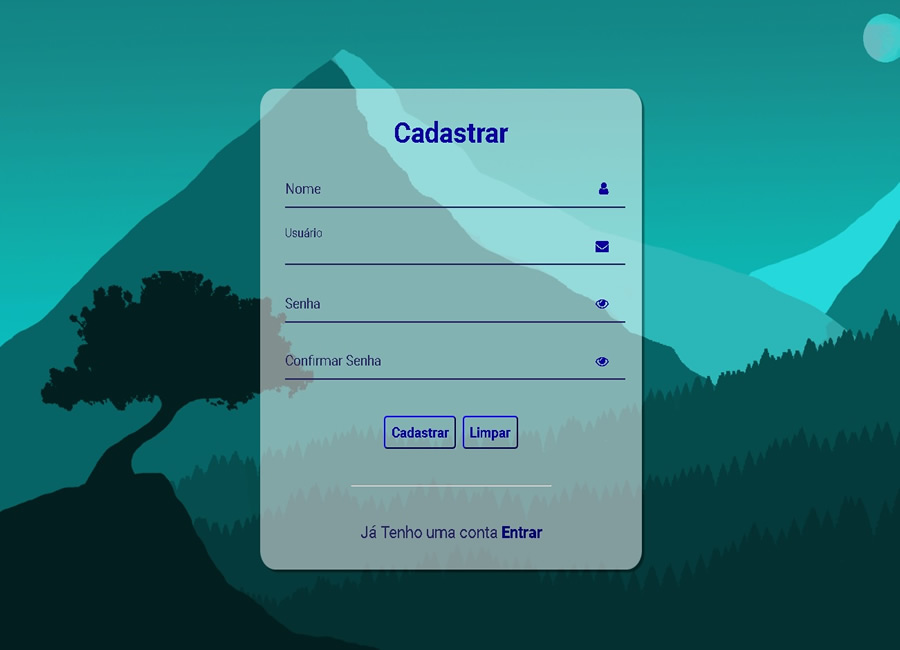 Cadastrar
Nome
Usuário
Senha
Confirmar Senha
Cadastrar Limpar
Já Tenho uma conta Entrar